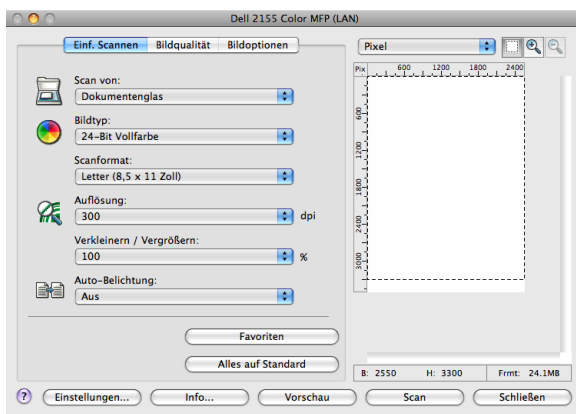 Dell 2155 Color MFP (LAN)
Einf. Scannen Bildqualität Bildoptionen
Scan von:
Dokumentenglas
Bildtyp:
24-Bit Vollfarbe
Scanformat:
Letter (8,5 x 11 Zoll)
Auflösung:
300 dpi
Verkleinern / Vergrößern:
100 %
Auto-Belichtung:
Aus
Favoriten
Alles auf Standard
Pixel
Pix 600 1200 1800 2400
600
1200
1800
2400
3000
B: 2550 H: 3300 Frmt: 24.1MB
? Einstellungen... Info... Vorschau Scan Schließen